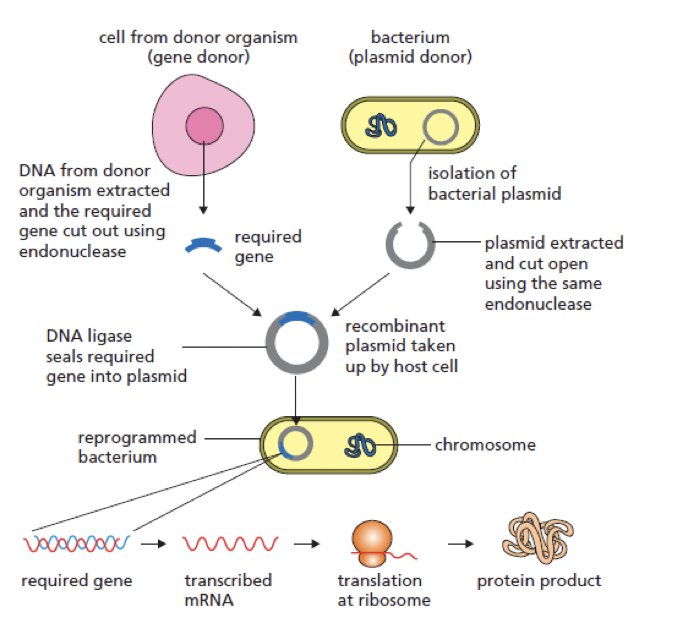 cell from donor organism
(gene donor)
bacterium
(plasmid donor)
DNA from donor
organism extracted
and the required
gene cut out using
endonuclease
isolation of
bacterial plasmid
required
gene
plasmid extracted
and cut open
using the same
endonuclease
DNA ligase
seals required
gene into plasmid
recombinant
plasmid taken
up by host cell
reprogrammed
bacterium
chromosome
required gene
transcribed
mRNA
translation
at ribosome
protein product